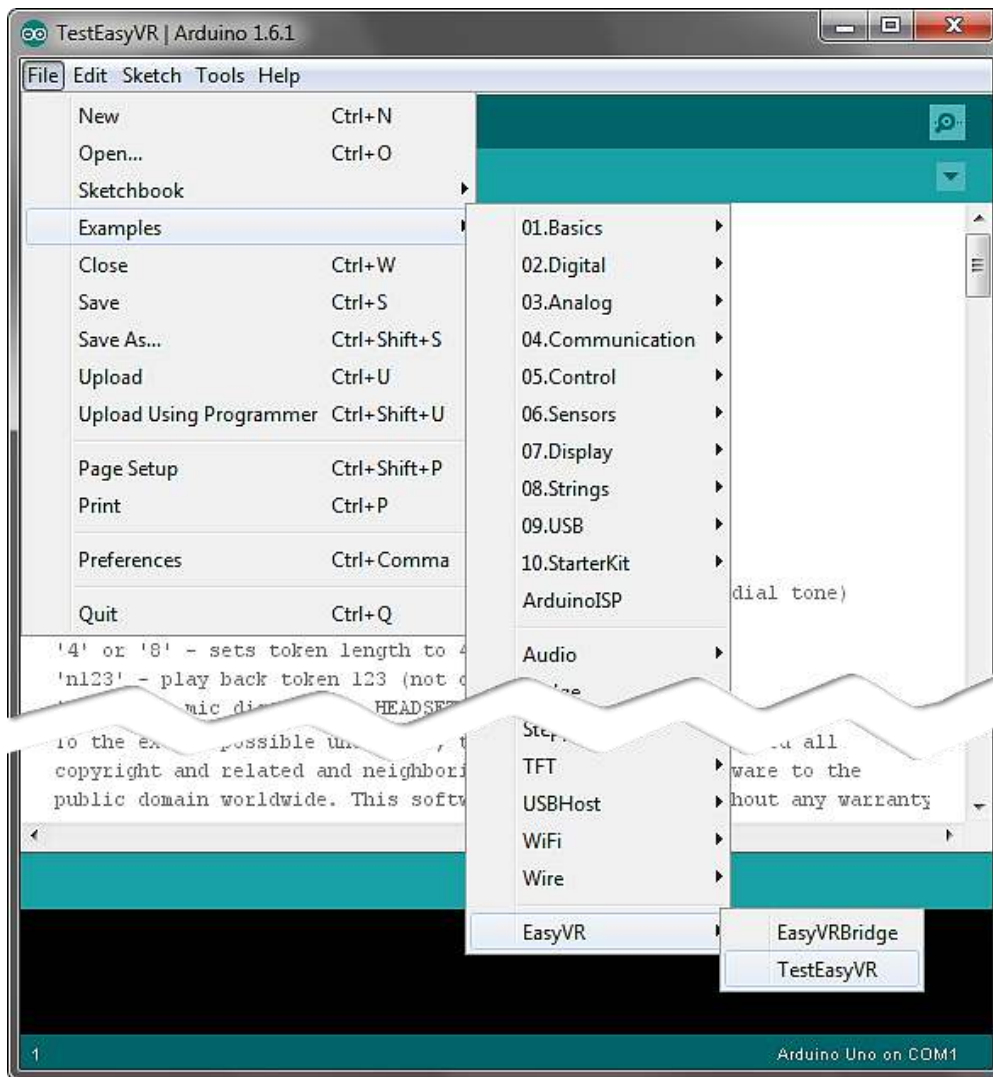 TestEasyVR | Arduino 1.6.1
File Edit Sketch Tools Help
New Ctrl+N
Open... Ctrl+O
Sketchbook
Examples
Close Ctrl+W
Save Ctrl+S
Save As... Ctrl+Shift+S
Upload Ctrl+U
Upload Using Programmer Ctrl+Shift+U
Page Setup Ctrl+Shift+P
Print Ctrl+P
Preferences Ctrl+Comma
Quit Ctrl+Q
01.Basics
02.Digital
03.Analog
04.Communication
05.Control
06.Sensors
07.Display
08.Strings
09.USB
10.StarterKit
ArduinoISP
Audio
TFT
USBHost
WiFi
Wire
EasyVR
EasyVRBridge
TestEasyVR
dial tone)
'4' or '8' - sets token length to 4
'n123' - play back token 123 (not
mic HEADSET
To the possible all
copyright and related and neighbori ware to the
public domain worldwide. This softw hout any warranty
1 Arduino Uno on COM1